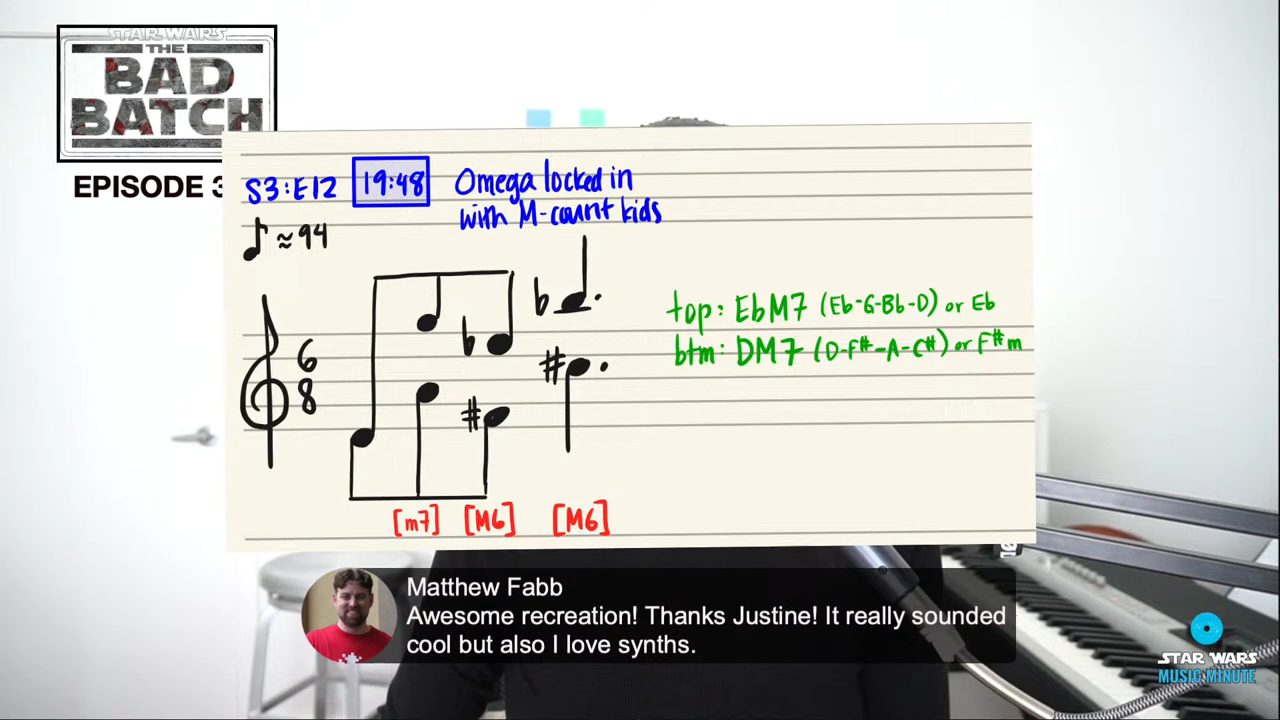 STAR WARS
THE
BAD
BATCH
EPISODE 3
S3:E12 19:48 Omega locked in
with M-count kids
♪ ≈ 94
6
8
b b
# #
top: EbM7 (Eb-G-Bb-D) or Eb
btm: DM7 (D-F#-A-C#) or F#m
[m7] [M6] [M6]
Matthew Fabb
Awesome recreation! Thanks Justine! It really sounded
cool but also I love synths.
STAR WARS
MUSIC MINUTE